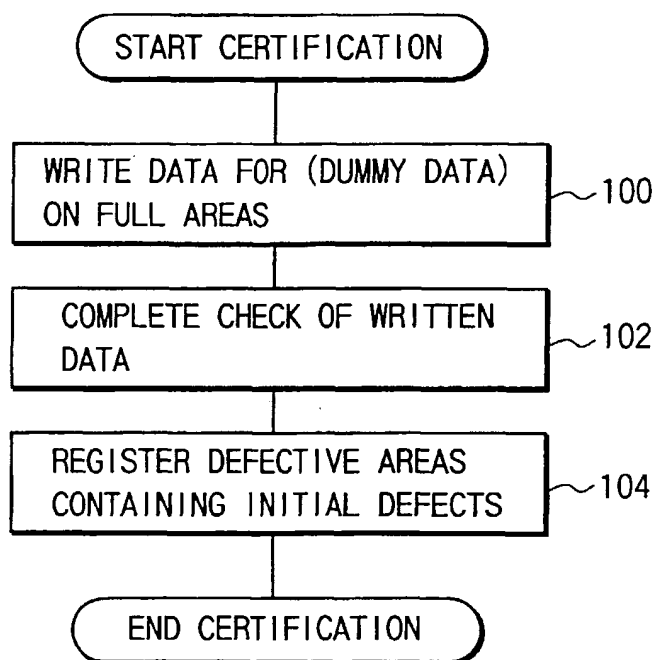 START CERTIFICATION
WRITE DATA FOR (DUMMY DATA)
ON FULL AREAS
100
COMPLETE CHECK OF WRITTEN
DATA
102
REGISTER DEFECTIVE AREAS
CONTAINING INITIAL DEFECTS
104
END CERTIFICATION